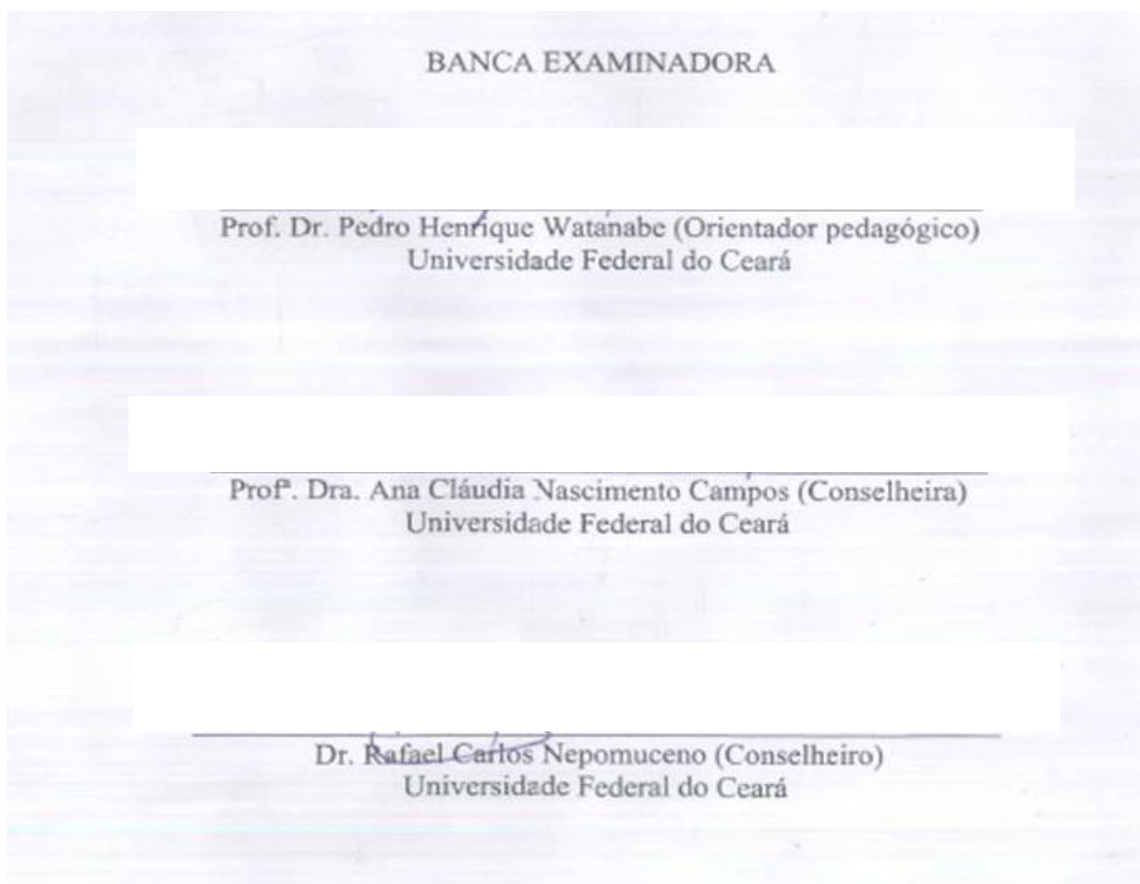 BANCA EXAMINADORA
Prof. Dr. Pedro Henrique Watanabe (Orientador pedagógico)
Universidade Federal do Ceará
Profª. Dra. Ana Cláudia Nascimento Campos (Conselheira)
Universidade Federal do Ceará
Dr. Rafael Carlos Nepomuceno (Conselheiro)
Universidade Federal do Ceará